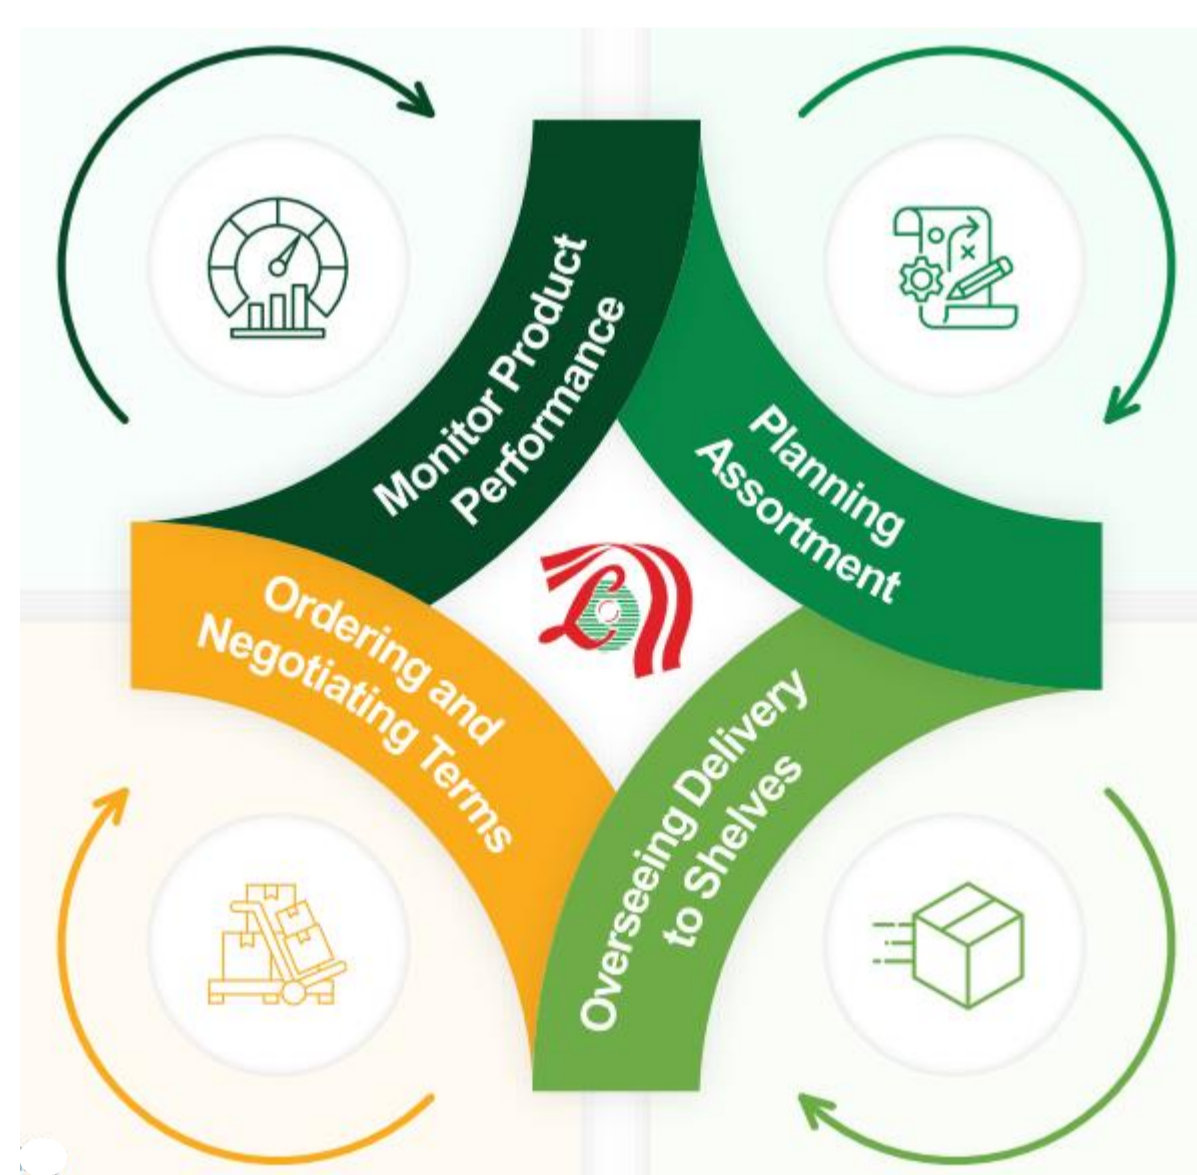 Monitor Product
Performance
Planning
Assortment
Ordering and
Negotiating Terms
Overseeing Delivery
to Shelves